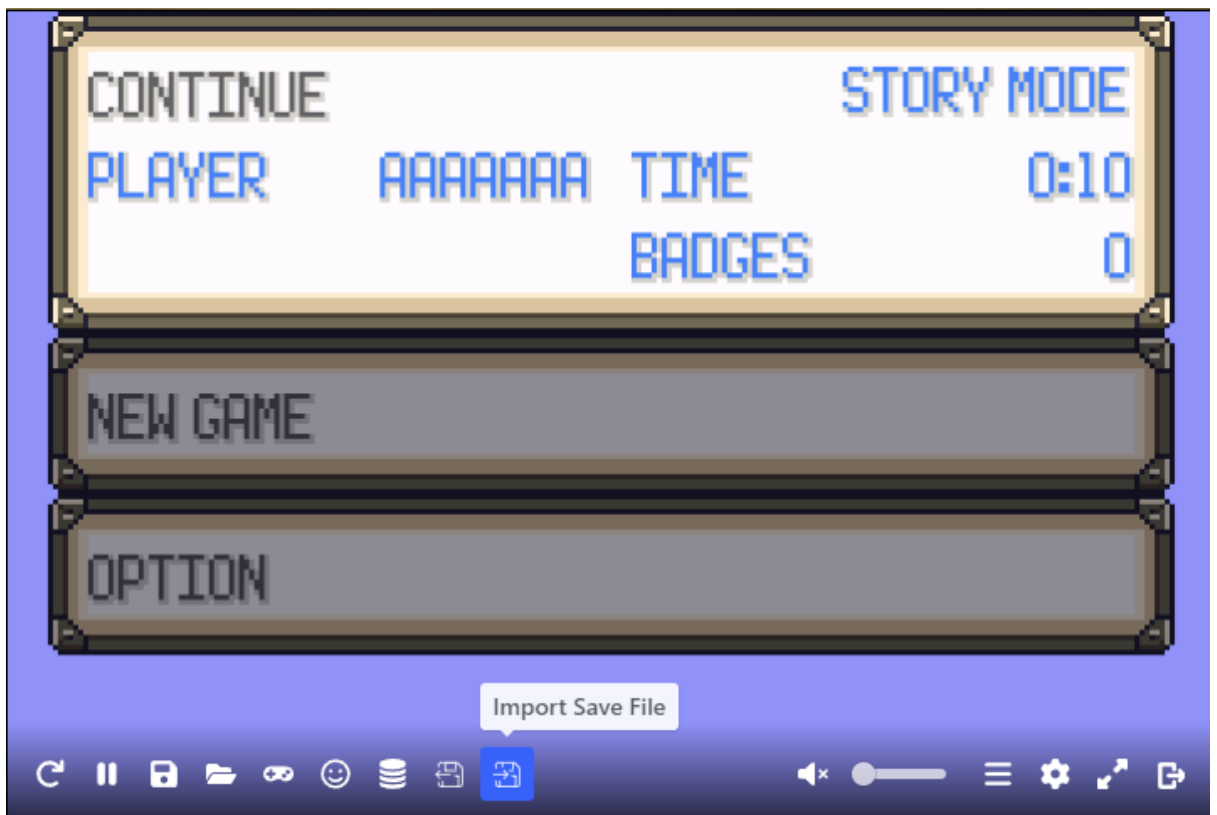 CONTINUE STORY MODE
PLAYER AAAAAAA TIME 0:10
BADGES 0
NEW GAME
OPTION
Import Save File